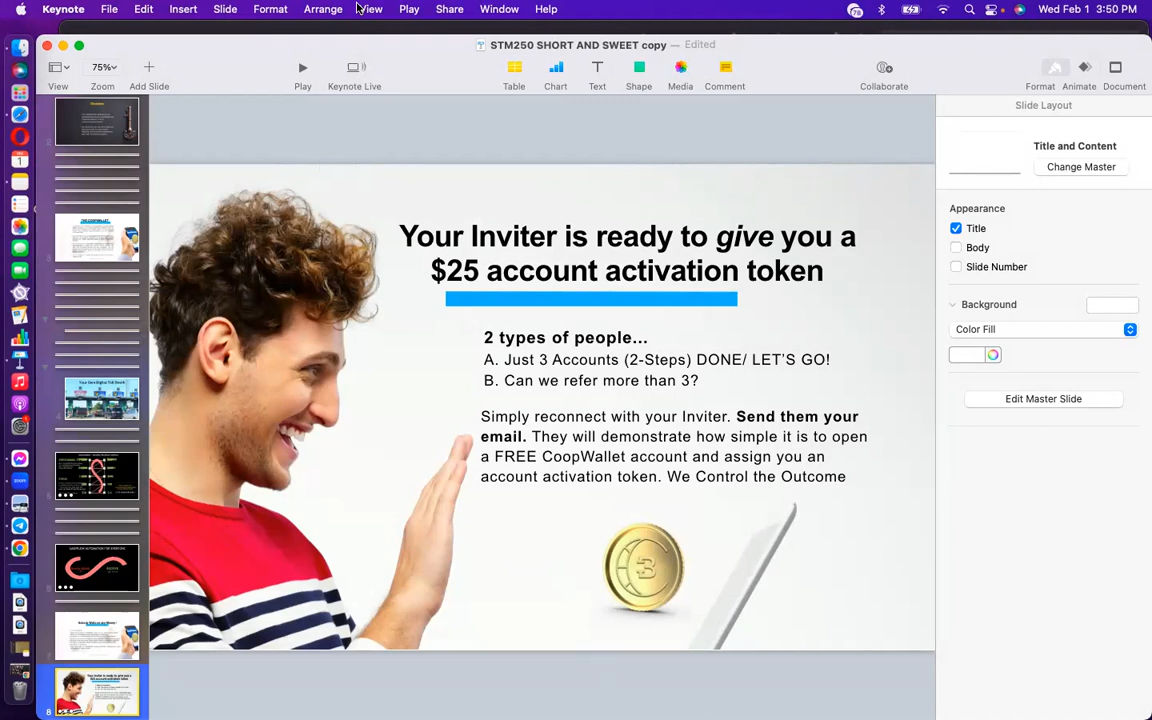 Keynote File Edit Insert Slide Format Arrange View Play Share Window Help Wed Feb 1 3:50 PM
STM250 SHORT AND SWEET copy — Edited
75%
View Zoom Add Slide Play Keynote Live Table Chart Text Shape Media Comment Collaborate Format Animate Document
Slide Layout
Title and Content
Change Master
Appearance
Title
Body
Slide Number
Background
Color Fill
Edit Master Slide
Your Inviter is ready to give you a
$25 account activation token
2 types of people...
A. Just 3 Accounts (2-Steps) DONE/ LET'S GO!
B. Can we refer more than 3?
Simply reconnect with your Inviter. Send them your
email. They will demonstrate how simple it is to open
a FREE CoopWallet account and assign you an
account activation token. We Control the Outcome
8